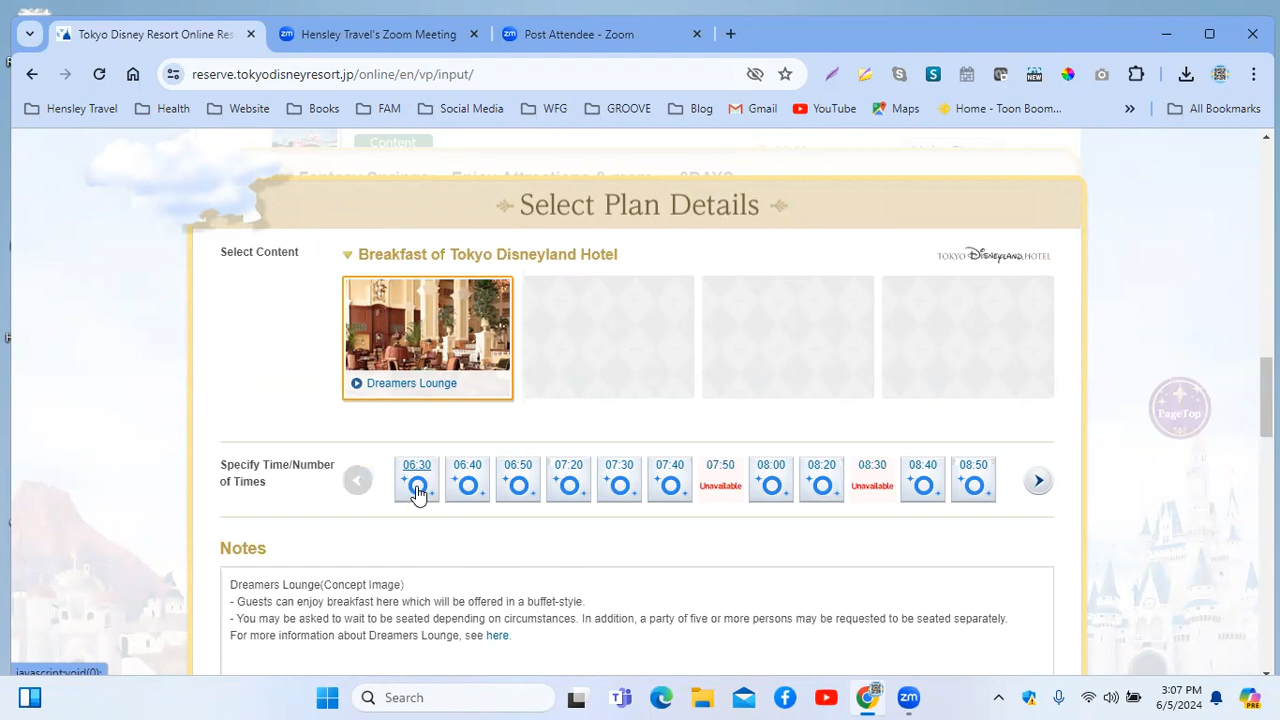 Tokyo Disney Resort Online Res
Hensley Travel's Zoom Meeting
Post Attendee - Zoom
reserve.tokyodisneyresort.jp/online/en/vp/input/
Hensley Travel
Health
Website
Books
FAM
Social Media
WFG
GROOVE
Blog
Gmail
YouTube
Maps
Home - Toon Boom...
All Bookmarks
Content
Select Plan Details
Select Content
Breakfast of Tokyo Disneyland Hotel
TOKYO Disneyland HOTEL
Dreamers Lounge
Specify Time/Number
of Times
06:30 06:40 06:50 07:20 07:30 07:40 07:50 08:00 08:20 08:30 08:40 08:50
Unavailable Unavailable
PageTop
Notes
Dreamers Lounge(Concept Image)
- Guests can enjoy breakfast here which will be offered in a buffet-style.
- You may be asked to wait to be seated depending on circumstances. In addition, a party of five or more persons may be requested to be seated separately.
For more information about Dreamers Lounge, see here.
javascript:void(0);
Search
3:07 PM
6/5/2024